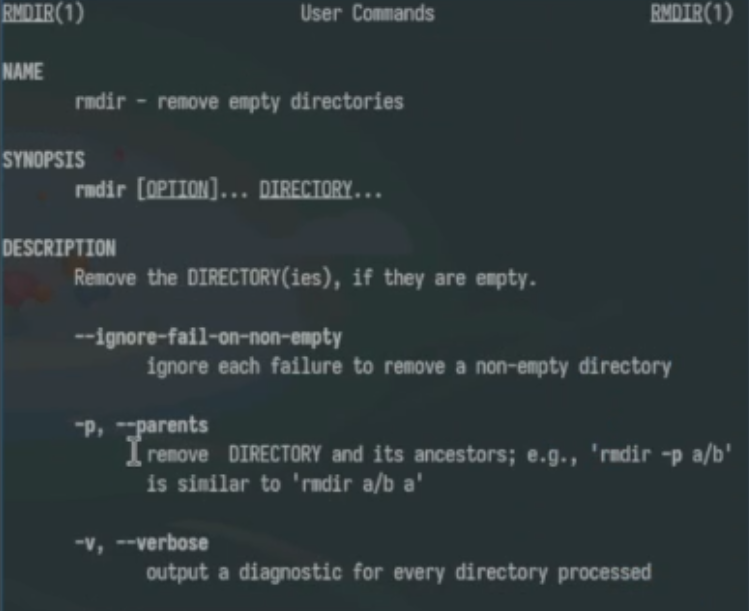 RMDIR(1) User Commands RMDIR(1)
NAME
rmdir - remove empty directories
SYNOPSIS
rmdir [OPTION]... DIRECTORY...
DESCRIPTION
Remove the DIRECTORY(ies), if they are empty.
--ignore-fail-on-non-empty
ignore each failure to remove a non-empty directory
-p, --parents
remove  DIRECTORY and its ancestors; e.g., 'rmdir -p a/b'
is similar to 'rmdir a/b a'
-v, --verbose
output a diagnostic for every directory processed